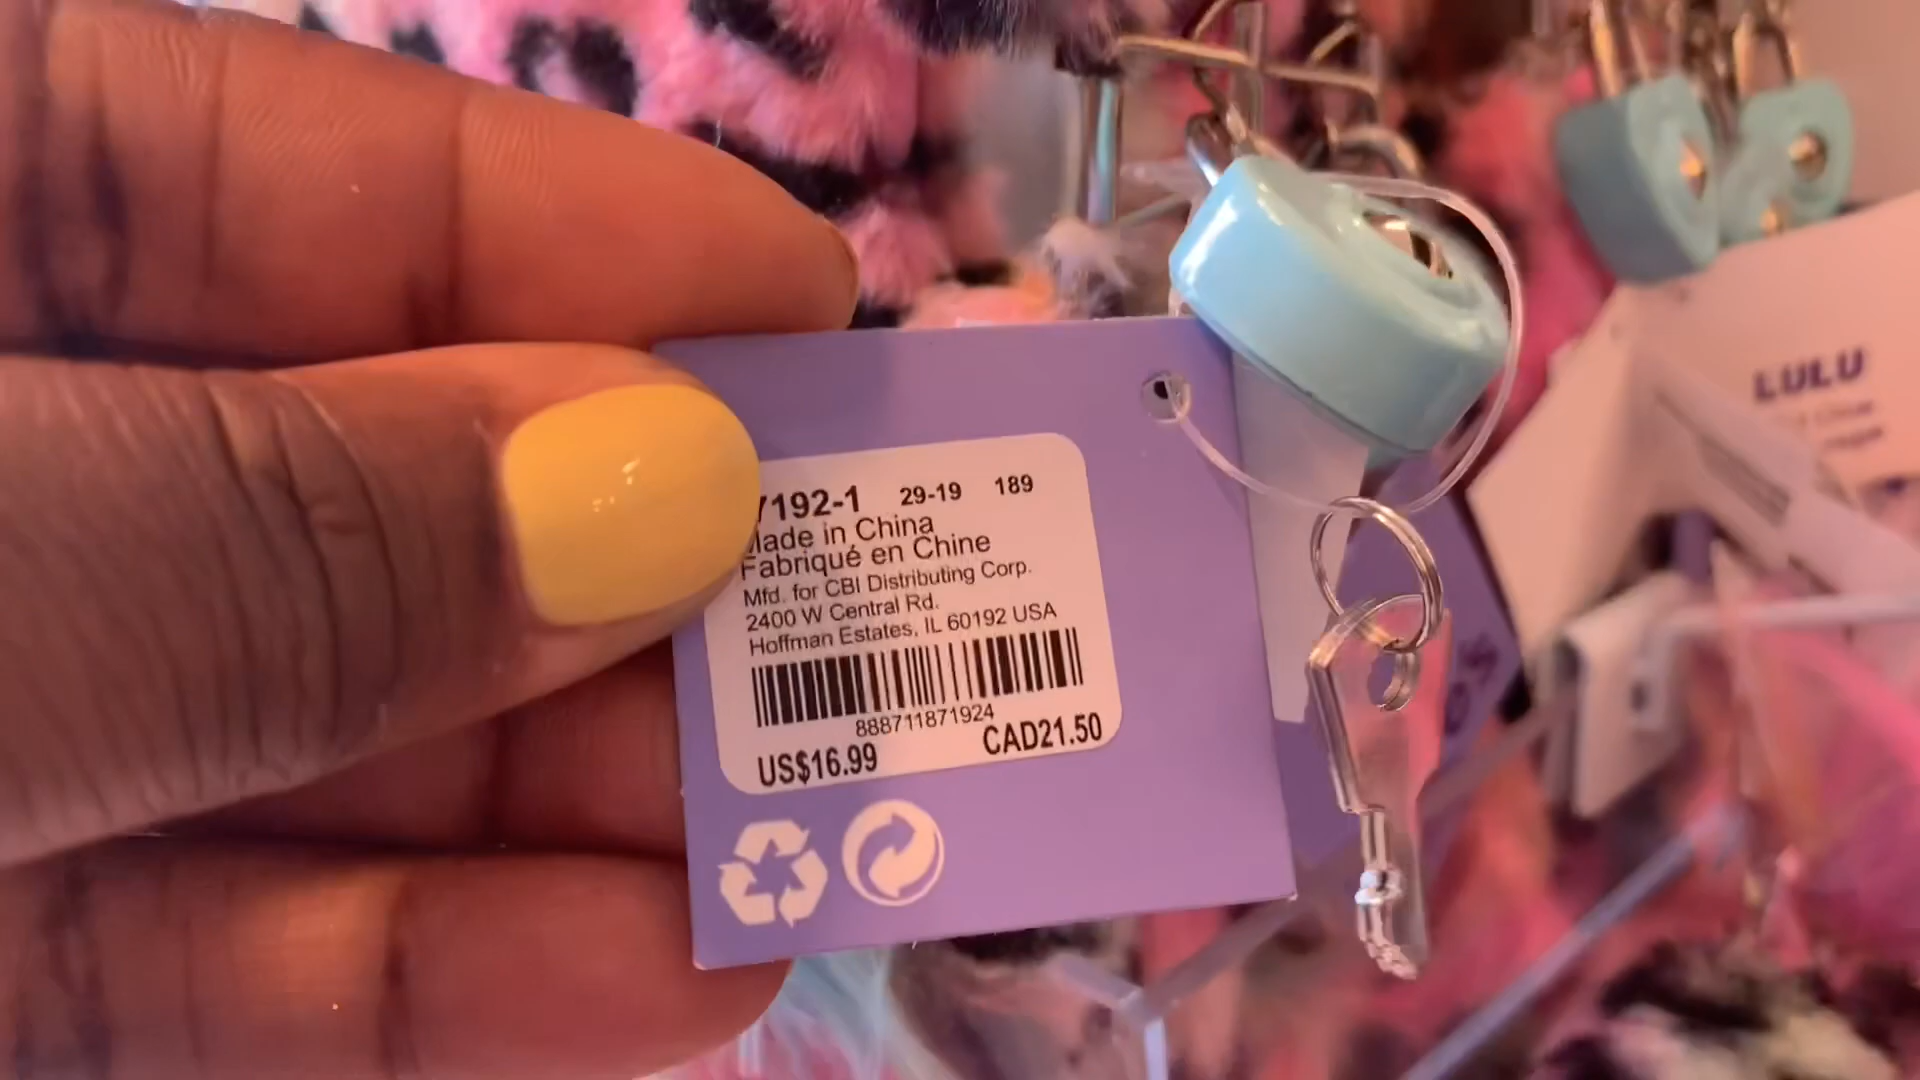 7192-1 29-19 189
Made in China
Fabriqué en Chine
Mfd. for CBI Distributing Corp.
2400 W Central Rd.
Hoffman Estates, IL 60192 USA
888711871924
US$16.99 CAD21.50
LULU